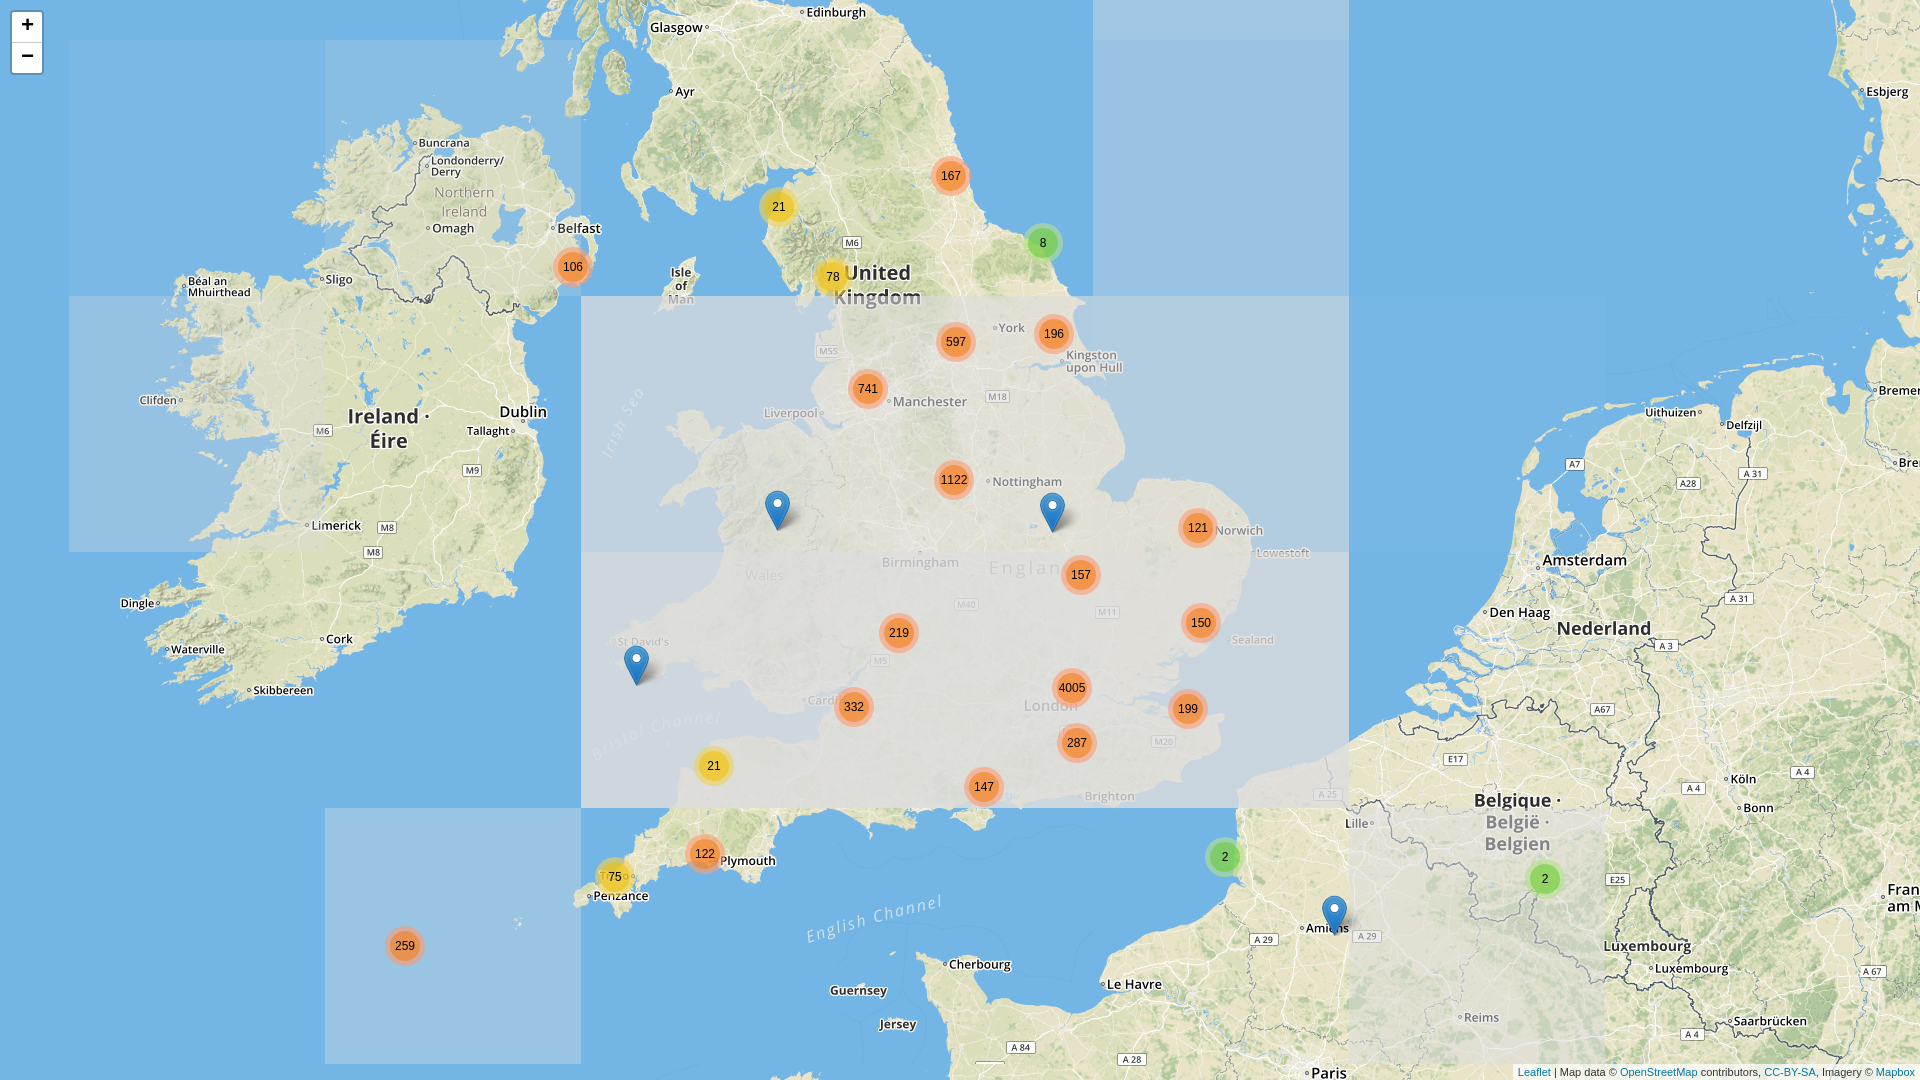 +
−
Glasgow
Edinburgh
Ayr
Esbjerg
Buncrana
Londonderry/
Derry
167
Northern
Ireland
21
Omagh
Belfast
M6
8
106
78
United
Kingdom
Isle
of
Man
Sligo
Béal an
Mhuirthead
York
196
597
M55
Kingston
upon Hull
741
Manchester
M18
Irish Sea
Clifden
Liverpool
Ireland ·
Éire
Dublin
M6
Tallaght
M9
Uithuizen
Delfzijl
Bremer
A7
A 31
A28
Bre
1122
Nottingham
Limerick
M8
M8
121
Norwich
Lowestoft
Birmingham
Amsterdam
Wales
Englan
157
M40
M11
A 31
Dingle
Den Haag
Nederland
150
219
Sealand
Cork
Waterville
St David's
A 3
M5
Skibbereen
4005
Cardi
332
London
199
A67
Bristol Channel
287
M20
E17
21
147
Brighton
A 25
A 4
A 4
Köln
Bonn
Belgique ·
België ·
Belgien
Lille
122
Plymouth
2
75
Penzance
2
E25
Fran
am M
English Channel
Amiens
A 29
A 29
259
Luxembourg
Luxembourg
A 67
Cherbourg
Le Havre
Guernsey
Jersey
Reims
Saarbrücken
A 84
A 28
A 4
Paris
Leaflet | Map data © OpenStreetMap contributors, CC-BY-SA, Imagery © Mapbox